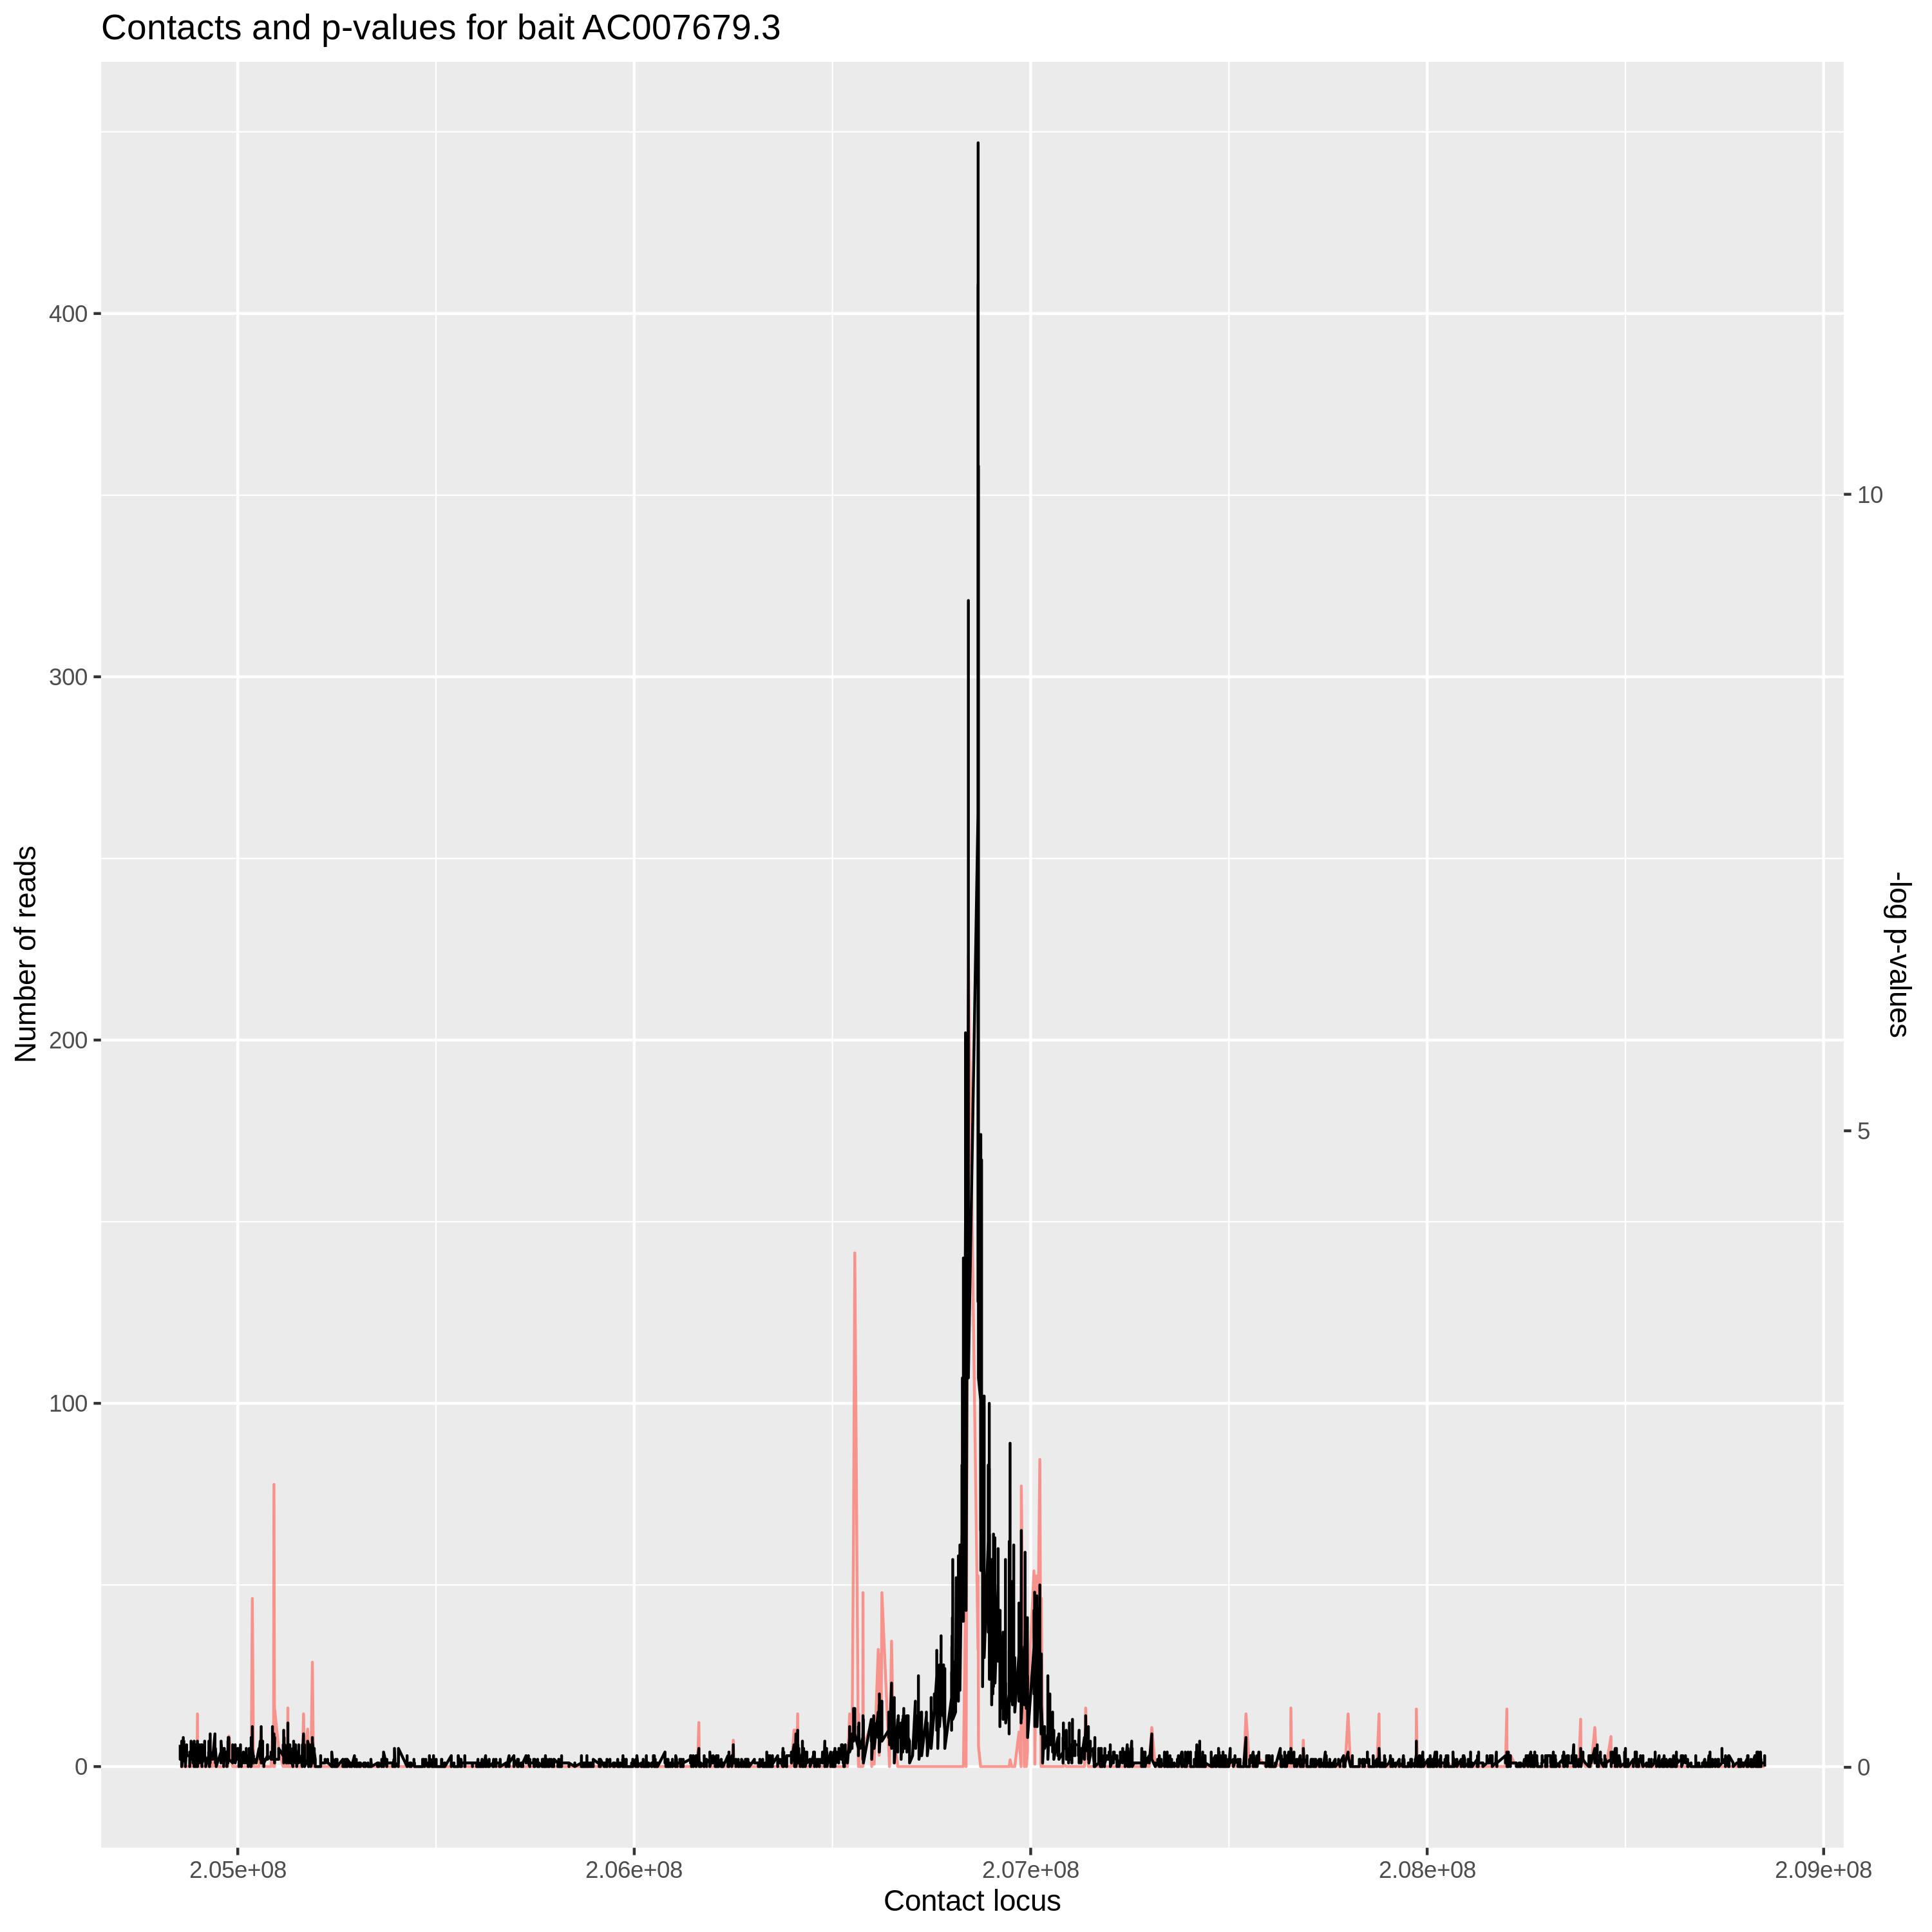 Contacts and p-values for bait AC007679.3
400
300
200
100
0
Number of reads
10
5
0
-log p-values
2.05e+08
2.06e+08
2.07e+08
2.08e+08
2.09e+08
Contact locus